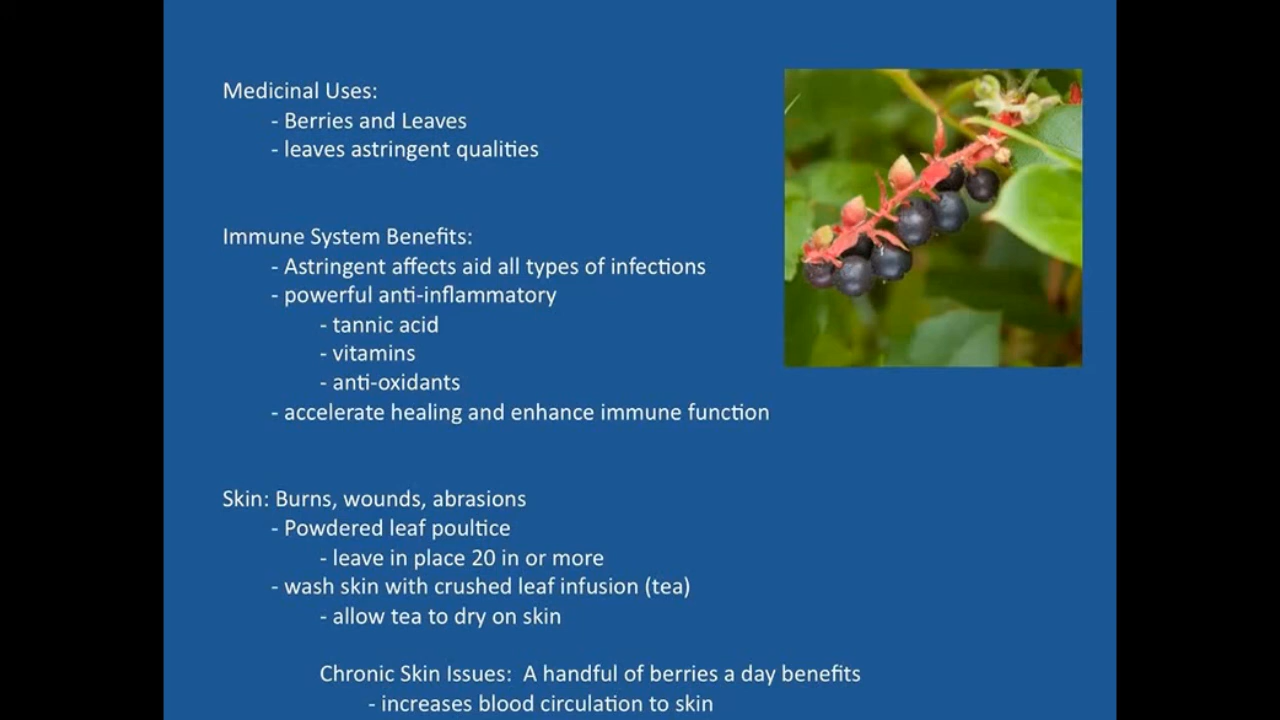 Medicinal Uses:
- Berries and Leaves
- leaves astringent qualities
Immune System Benefits:
- Astringent affects aid all types of infections
- powerful anti-inflammatory
- tannic acid
- vitamins
- anti-oxidants
- accelerate healing and enhance immune function
Skin: Burns, wounds, abrasions
- Powdered leaf poultice
- leave in place 20 in or more
- wash skin with crushed leaf infusion (tea)
- allow tea to dry on skin
Chronic Skin Issues:  A handful of berries a day benefits
- increases blood circulation to skin